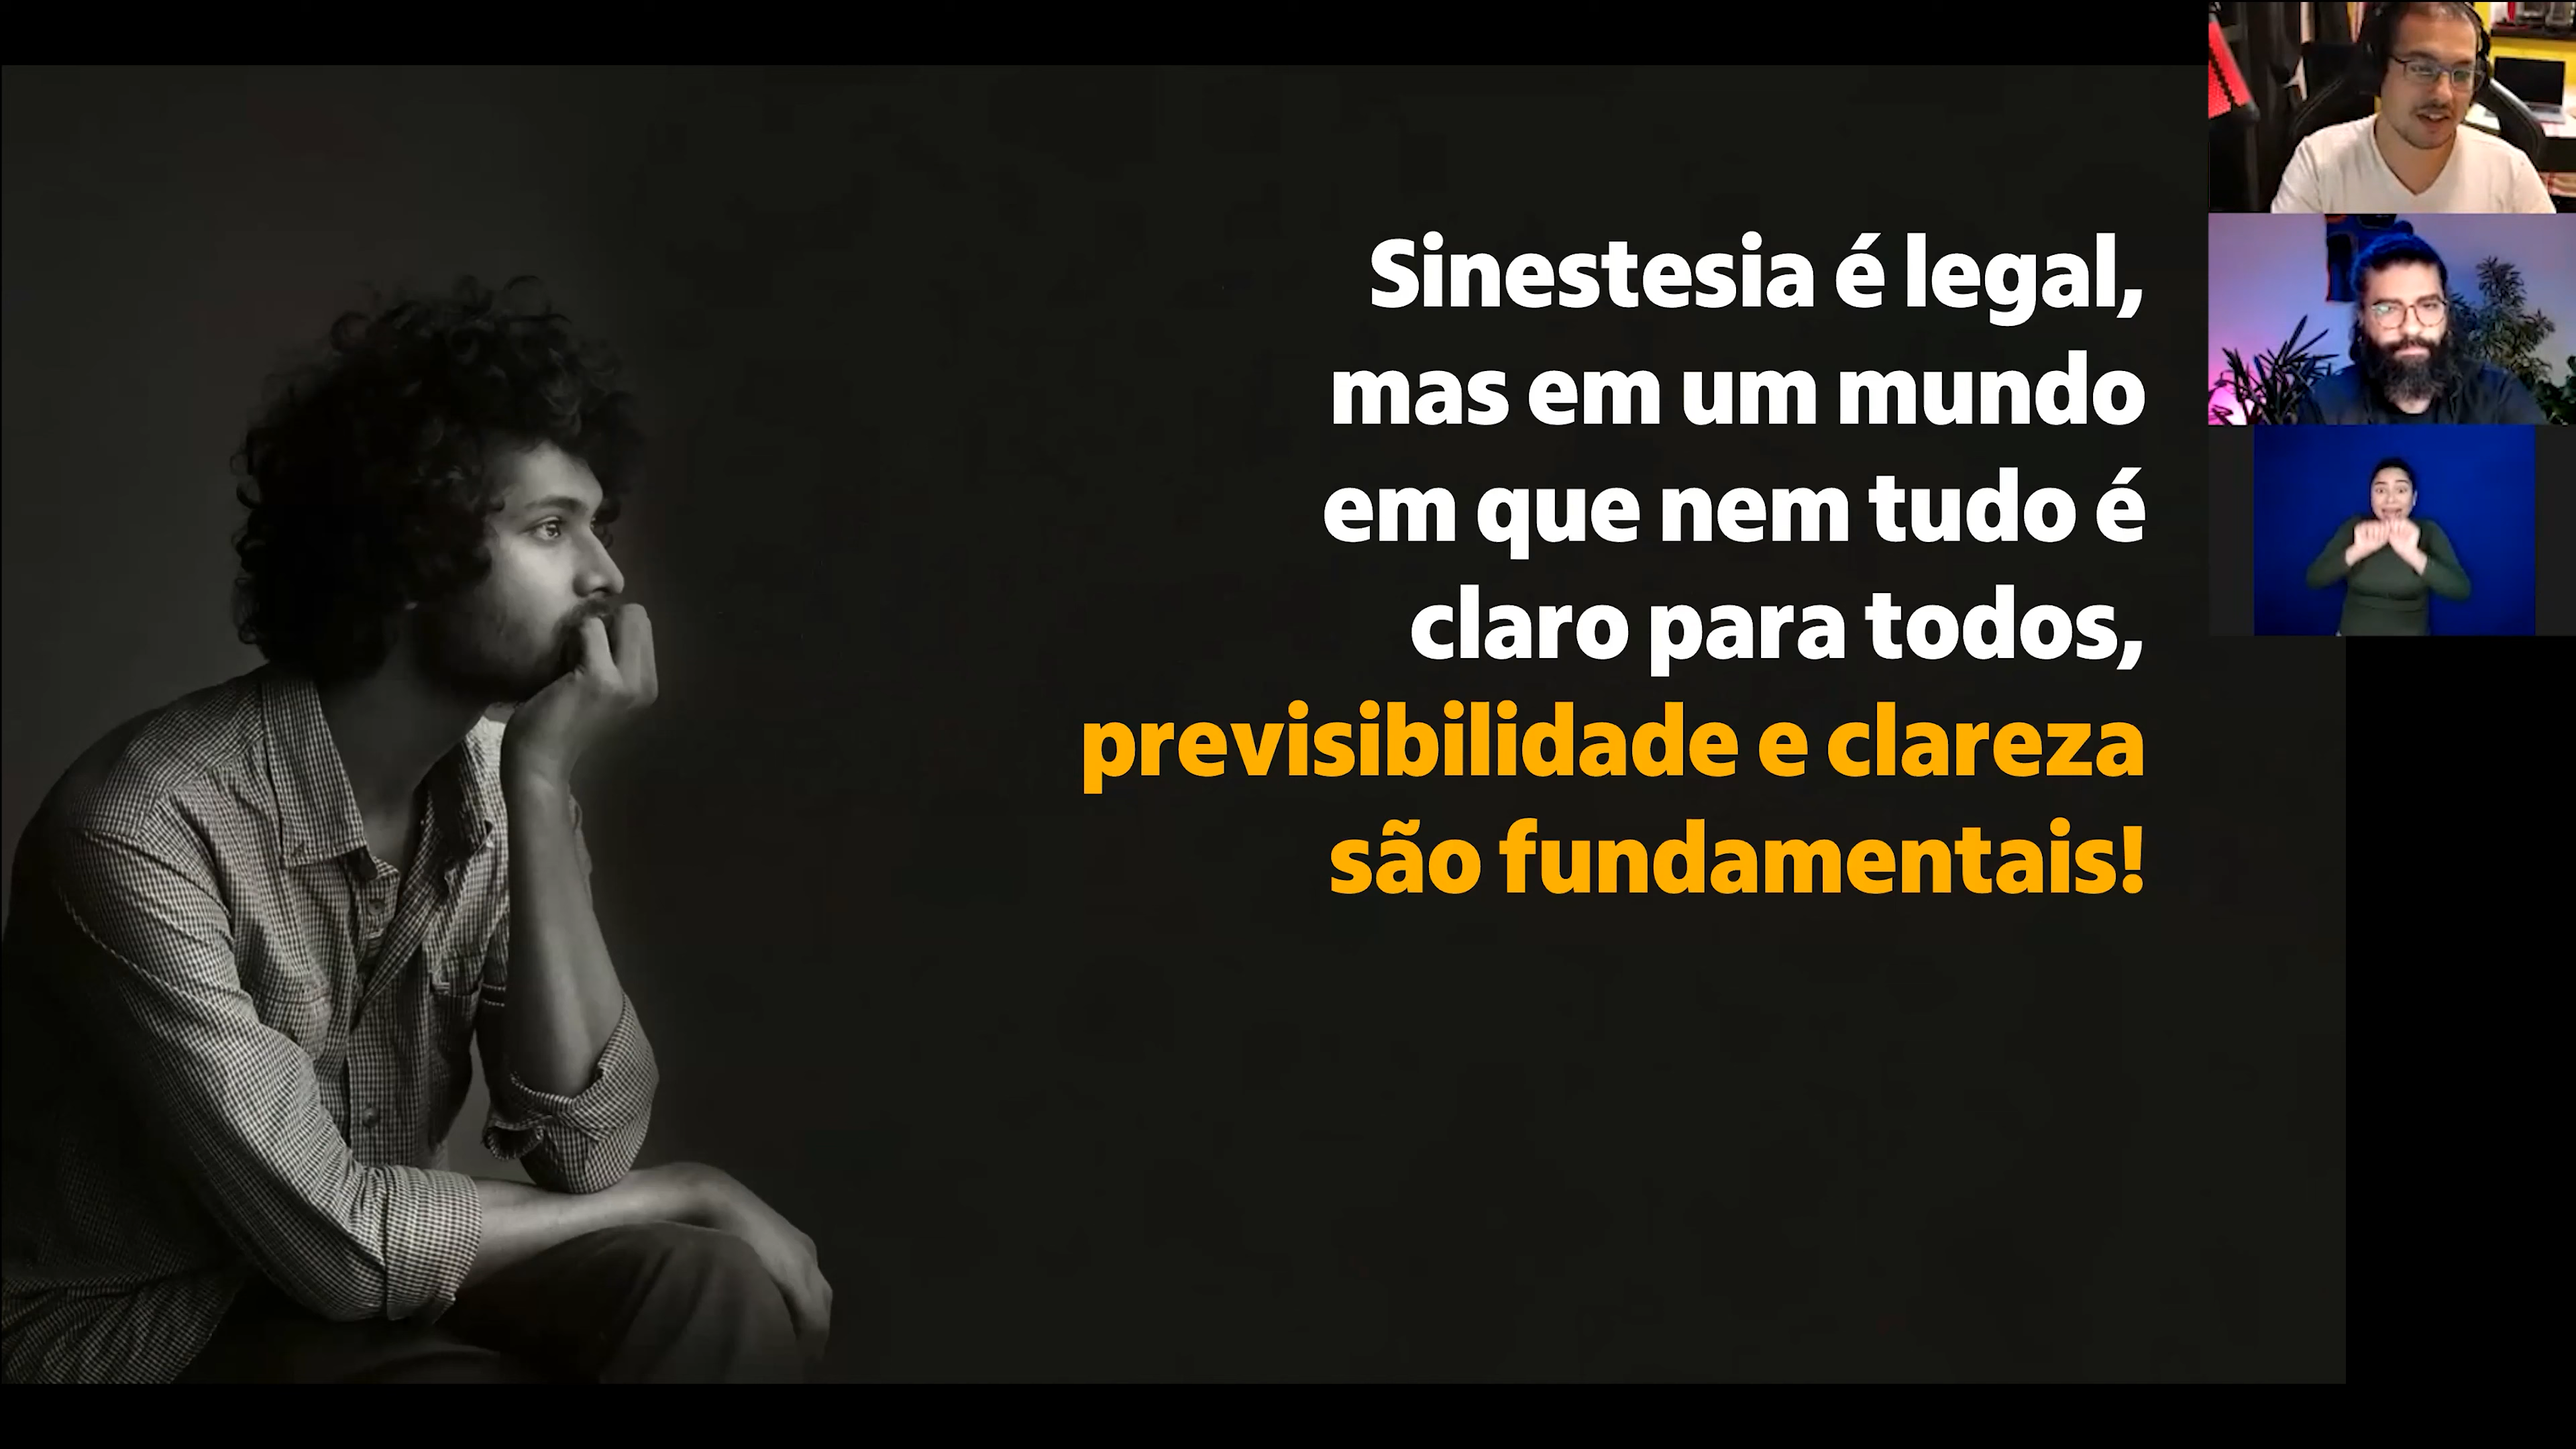 Sinestesia é legal,
mas em um mundo
em que nem tudo é
claro para todos,
previsibilidade e clareza
são fundamentais!